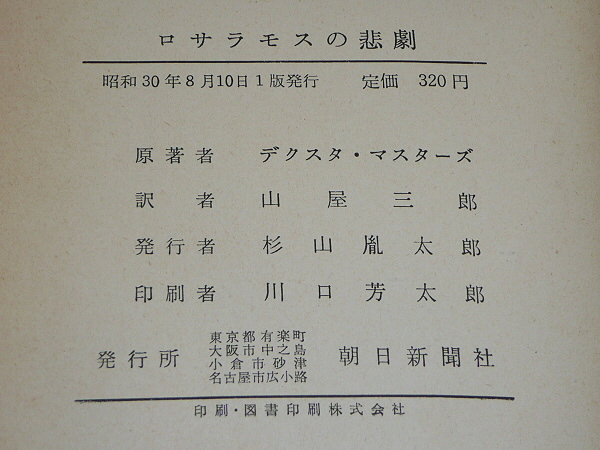 ロサラモスの悲劇
昭和30年8月10日1版発行 定価 320円
原著者 デクスタ・マスターズ
訳者 山屋三郎
発行者 杉山胤太郎
印刷者 川口芳太郎
東京都有楽町
大阪市中之島
小倉市砂津
名古屋市広小路
発行所 朝日新聞社
印刷・図書印刷株式会社